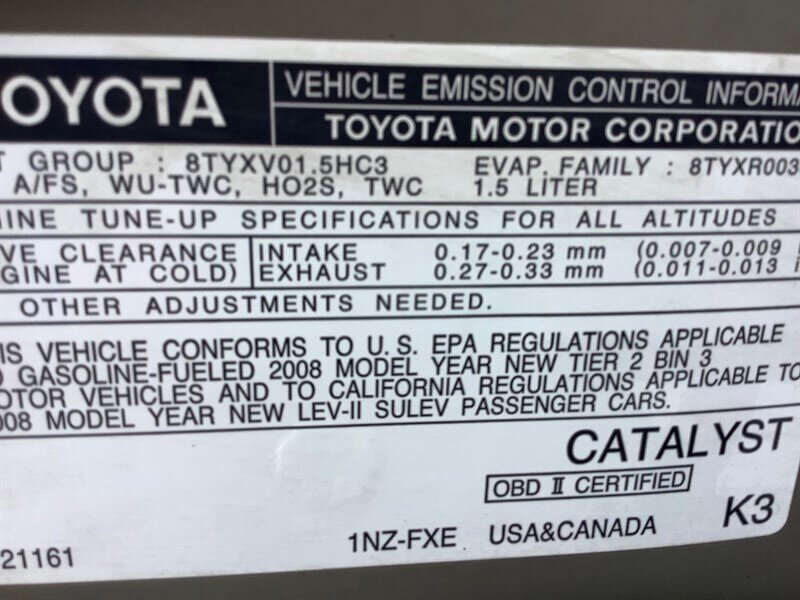 OYOTA
VEHICLE EMISSION CONTROL INFORMA
TOYOTA MOTOR CORPORATIO
T GROUP : 8TYXV01.5HC3 EVAP. FAMILY : 8TYXR003
A/FS, WU-TWC, HO2S, TWC 1.5 LITER
INE TUNE-UP SPECIFICATIONS FOR ALL ALTITUDES
VE CLEARANCE INTAKE 0.17-0.23 mm (0.007-0.009 i
GINE AT COLD) EXHAUST 0.27-0.33 mm (0.011-0.013 i
OTHER ADJUSTMENTS NEEDED.
IS VEHICLE CONFORMS TO U.S. EPA REGULATIONS APPLICABLE
O GASOLINE-FUELED 2008 MODEL YEAR NEW TIER 2 BIN 3
OTOR VEHICLES AND TO CALIFORNIA REGULATIONS APPLICABLE TO
08 MODEL YEAR NEW LEV-II SULEV PASSENGER CARS.
CATALYST
OBD II CERTIFIED
21161 1NZ-FXE USA&CANADA K3